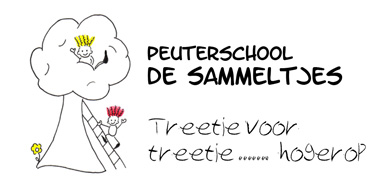 PEUTERSCHOOL
DE SAMMELTJES
Treetje voor
treetje ....... hogerop